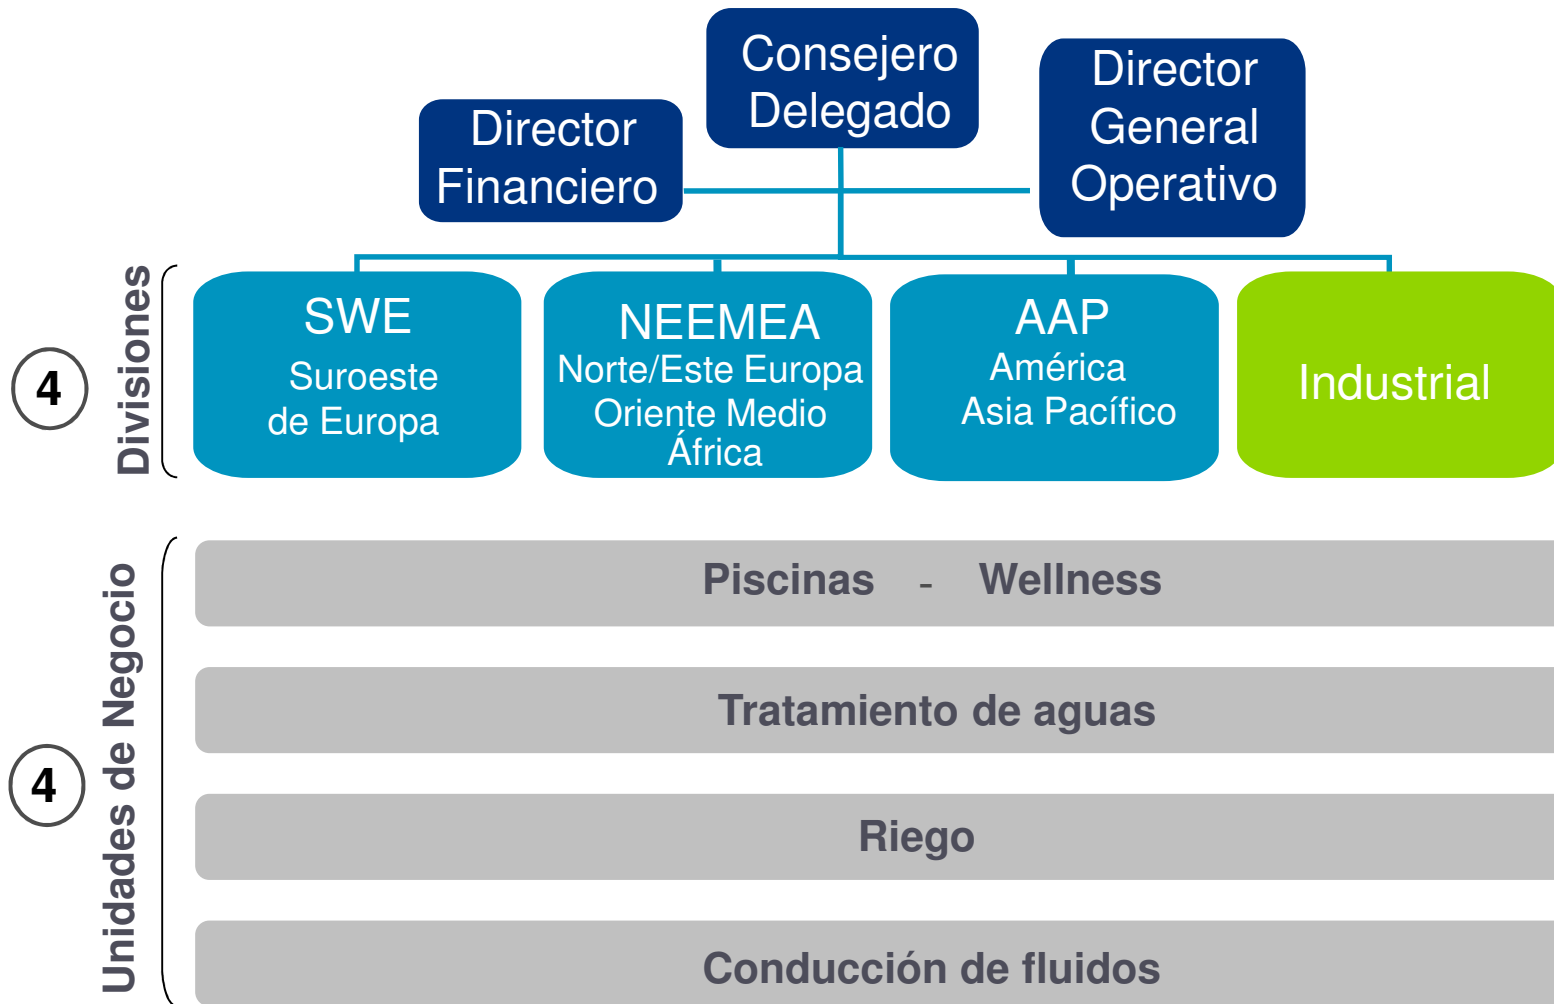 Consejero
Delegado
Director
General
Operativo
Director
Financiero
Divisiones
4
SWE
Suroeste
de Europa
NEEMEA
Norte/Este Europa
Oriente Medio
África
AAP
América
Asia Pacífico
Industrial
Unidades de Negocio
4
Piscinas - Wellness
Tratamiento de aguas
Riego
Conducción de fluidos